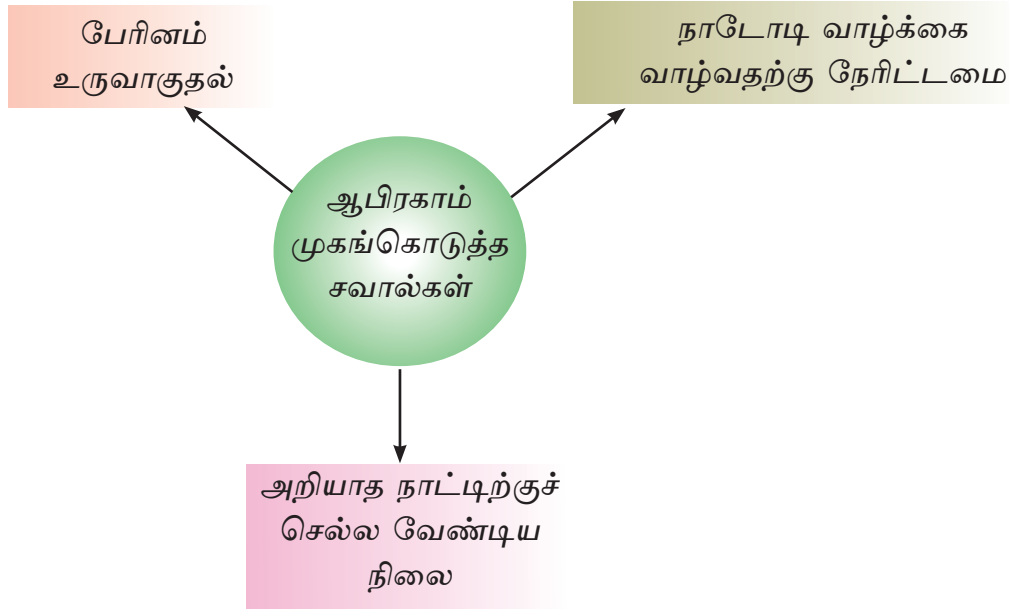 பேரினம்
உருவாகுதல்
நாடோடி வாழ்க்கை
வாழ்வதற்கு நேரிட்டமை
ஆபிரகாம்
முகங்கொடுத்த
சவால்கள்
அறியாத நாட்டிற்குச்
செல்ல வேண்டிய
நிலை